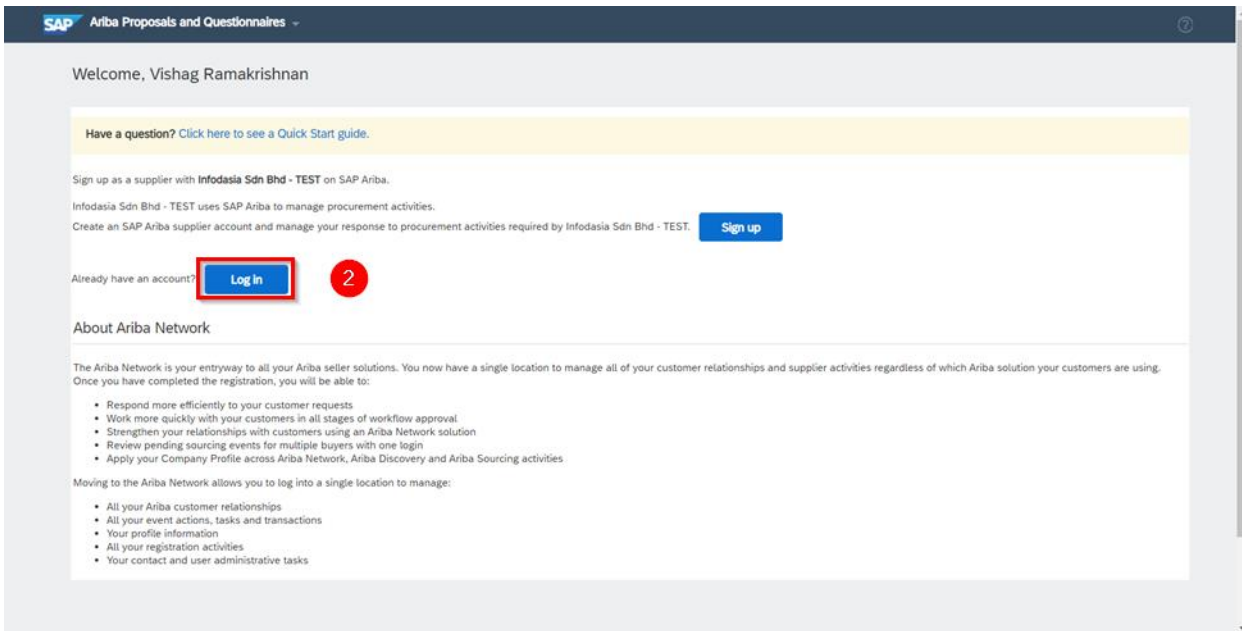 SAP Ariba Proposals and Questionnaires
Welcome, Vishag Ramakrishnan
Have a question? Click here to see a Quick Start guide.
Sign up as a supplier with Infodasia Sdn Bhd - TEST on SAP Ariba.
Infodasia Sdn Bhd - TEST uses SAP Ariba to manage procurement activities.
Create an SAP Ariba supplier account and manage your response to procurement activities required by Infodasia Sdn Bhd - TEST. Sign up
Already have an account? Log in 2
About Ariba Network
The Ariba Network is your entryway to all your Ariba seller solutions. You now have a single location to manage all of your customer relationships and supplier activities regardless of which Ariba solution your customers are using.
Once you have completed the registration, you will be able to:
• Respond more efficiently to your customer requests
• Work more quickly with your customers in all stages of workflow approval
• Strengthen your relationships with customers using an Ariba Network solution
• Review pending sourcing events for multiple buyers with one login
• Apply your Company Profile across Ariba Network, Ariba Discovery and Ariba Sourcing activities
Moving to the Ariba Network allows you to log into a single location to manage:
• All your Ariba customer relationships
• All your event actions, tasks and transactions
• Your profile information
• All your registration activities
• Your contact and user administrative tasks